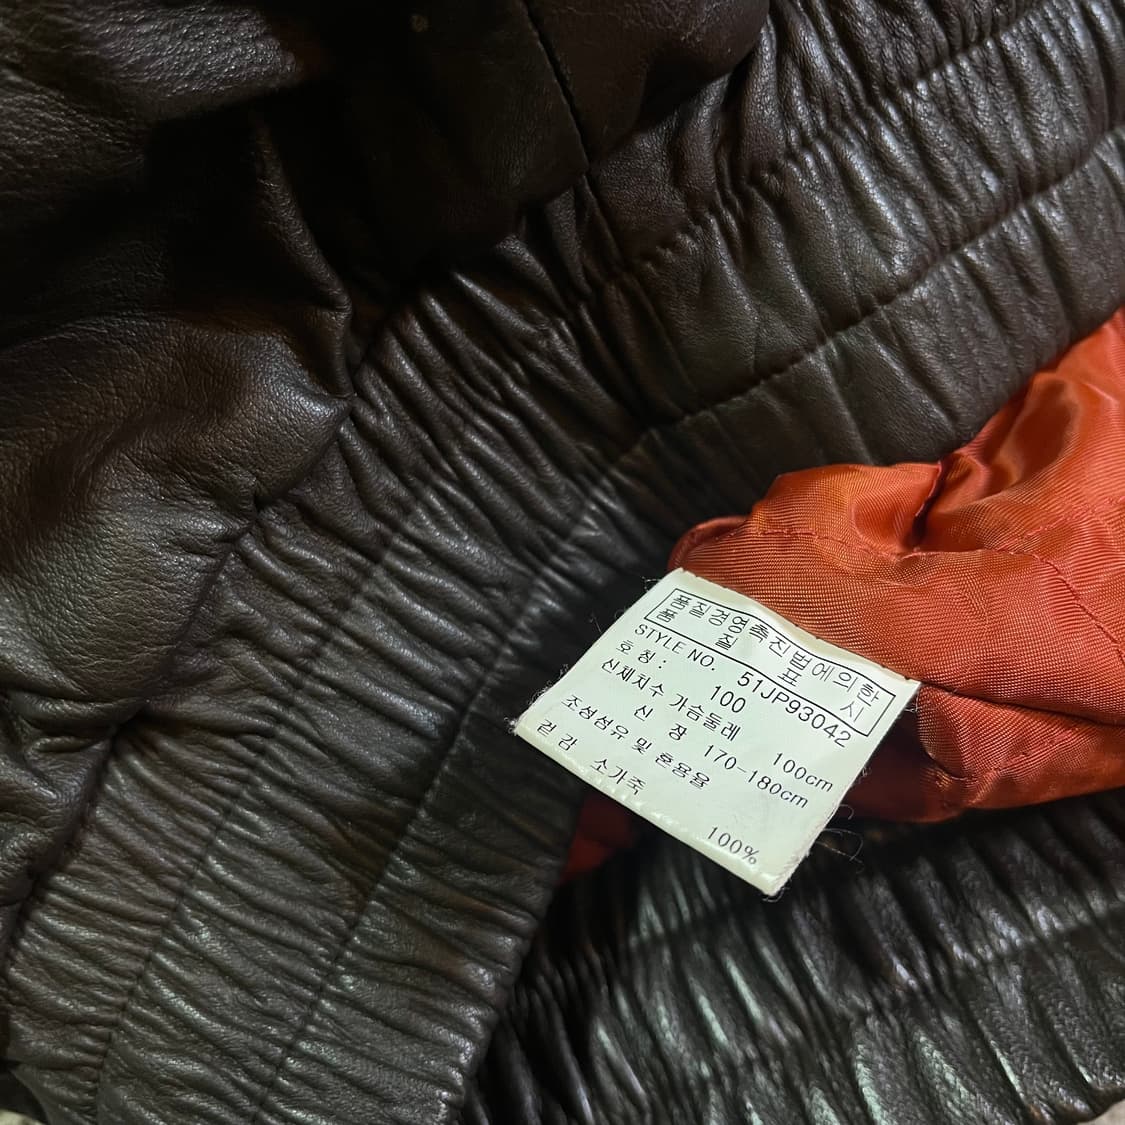 품질경영촉진법에의한
품 질 표 시
STYLE NO. 51JP93042
호 칭 : 100
신체치수 가슴둘레 100cm
신 장 170-180cm
조성섬유 및 혼용율
겉 감 소가죽 100%